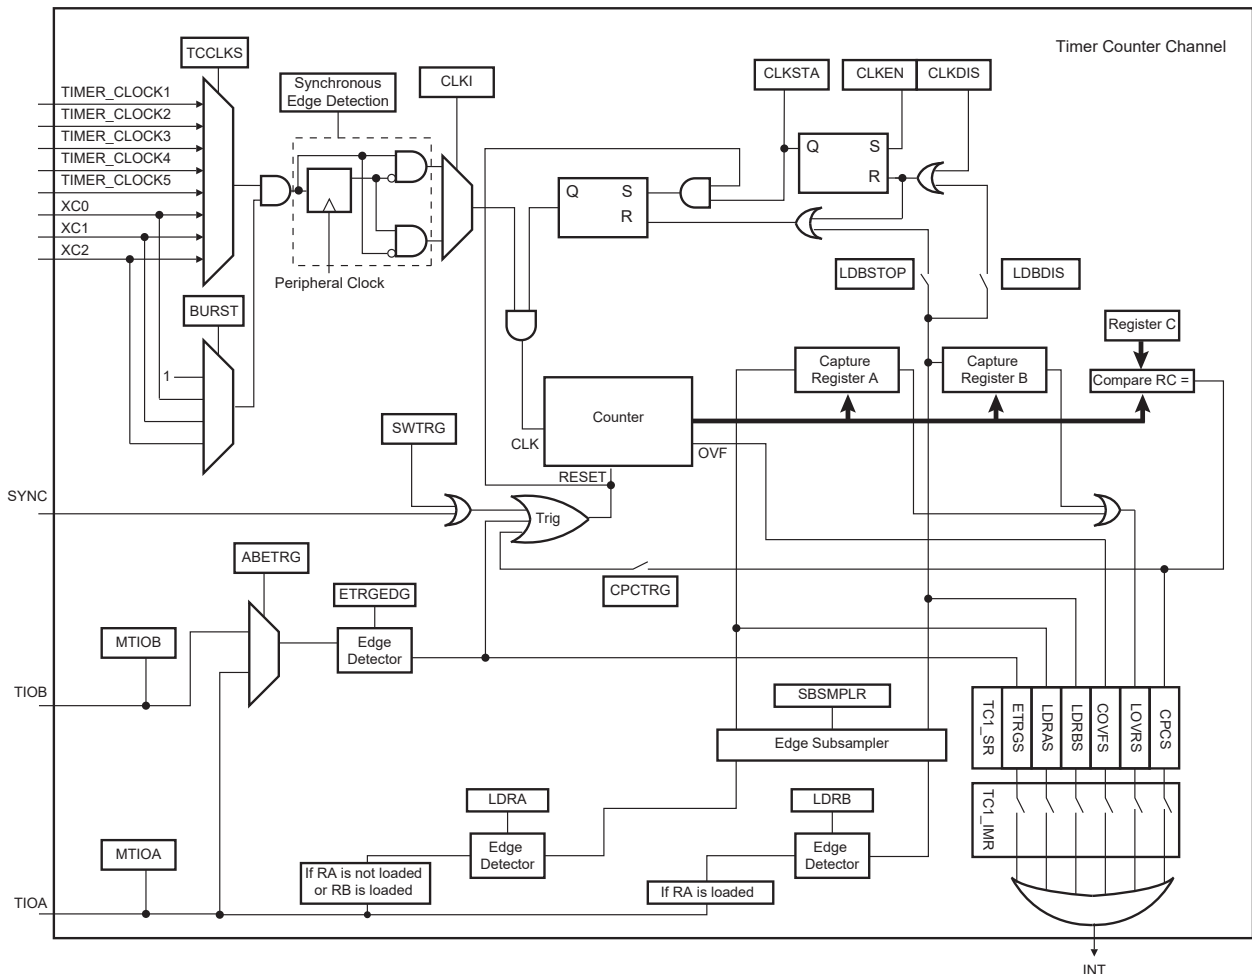 Timer Counter Channel
TCCLKS
CLKSTA
CLKEN
CLKDIS
Synchronous
Edge Detection
CLKI
TIMER_CLOCK1
TIMER_CLOCK2
TIMER_CLOCK3
TIMER_CLOCK4
TIMER_CLOCK5
XC0
XC1
XC2
Q
S
R
Q
S
R
Peripheral Clock
LDBSTOP
LDBDIS
BURST
Register C
1
Capture
Register A
Capture
Register B
Compare RC =
Counter
SWTRG
CLK
OVF
RESET
SYNC
Trig
ABETRG
CPCTRG
ETRGEDG
MTIOB
Edge
Detector
TIOB
SBSMPLR
Edge Subsampler
TC1_SR
ETRGS
LDRAS
LDRBS
COVFS
LOVRS
CPCS
LDRA
LDRB
TC1_IMR
Edge
Detector
Edge
Detector
MTIOA
If RA is not loaded
or RB is loaded
If RA is loaded
TIOA
INT